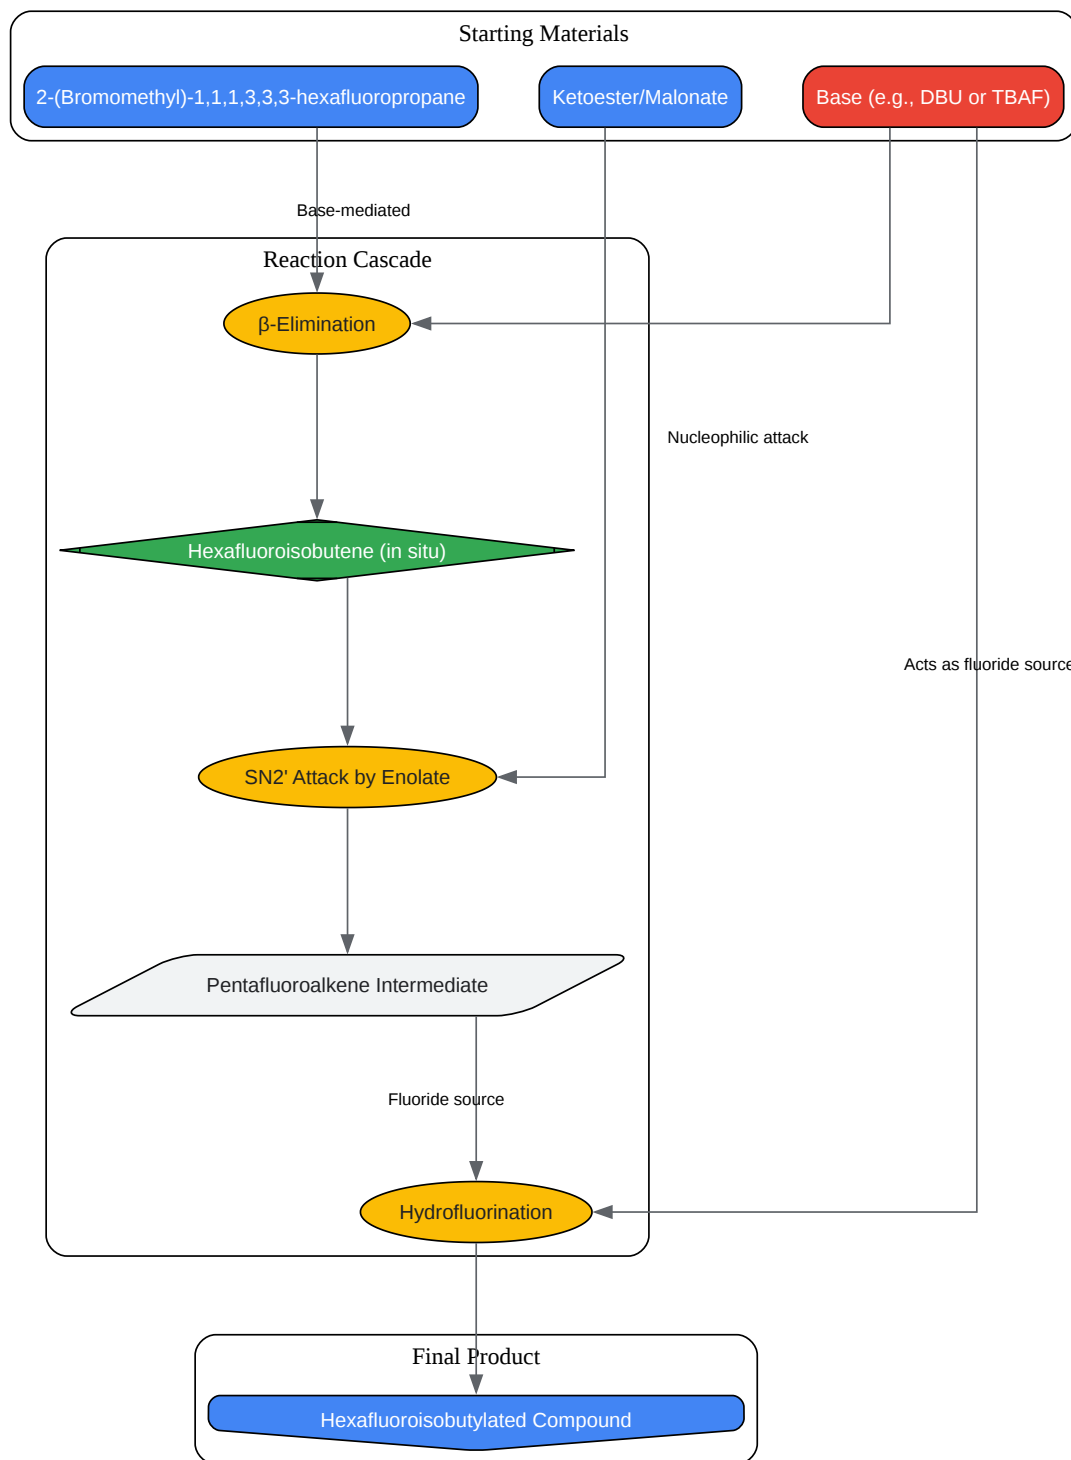 Starting Materials
2-(Bromomethyl)-1,1,1,3,3,3-hexafluoropropane
Ketoester/Malonate
Base (e.g., DBU or TBAF)
Base-mediated
Reaction Cascade
β-Elimination
Nucleophilic attack
Hexafluoroisobutene (in situ)
Acts as fluoride source
SN2' Attack by Enolate
Pentafluoroalkene Intermediate
Fluoride source
Hydrofluorination
Final Product
Hexafluoroisobutylated Compound